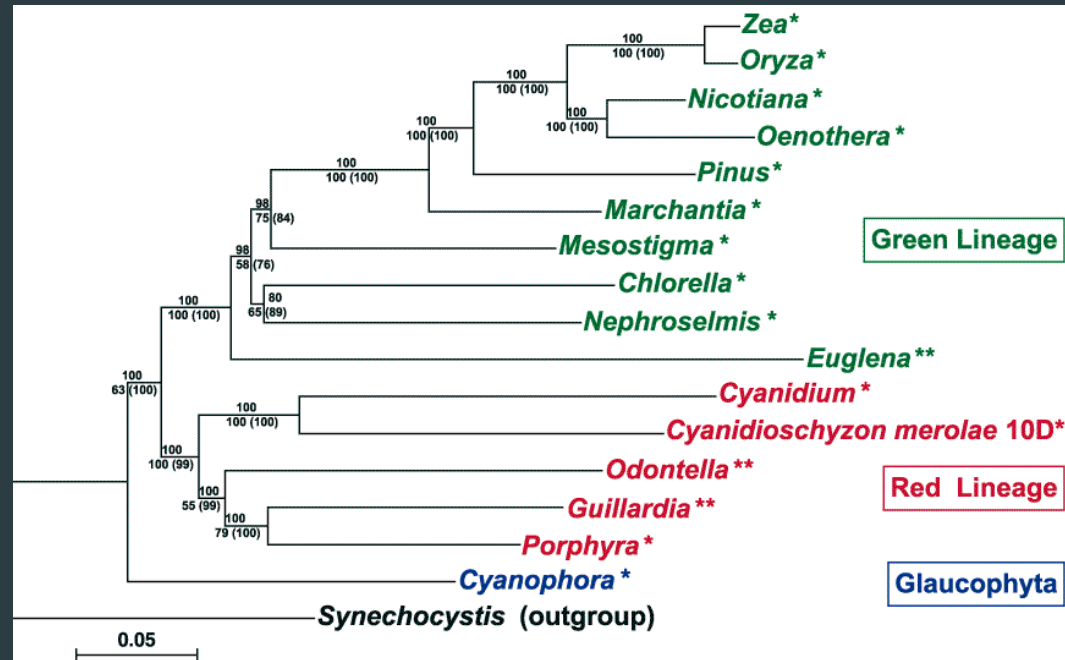 100
100 (100)
Zea*
Oryza *
100
100 (100)
100
100 (100)
Nicotiana *
Oenothera *
100
100 (100)
Pinus *
100
100 (100)
Marchantia *
98
75 (84)
Mesostigma *
Green Lineage
98
58 (76)
80
65 (89)
Chlorella *
Nephroselmis *
100
100 (100)
Euglena **
100
63 (100)
100
100 (100)
Cyanidium *
Cyanidioschyzon merolae 10D*
100
100 (99)
Odontella **
Red Lineage
100
55 (99)
Guillardia **
100
79 (100)
Porphyra *
Cyanophora *
Glaucophyta
Synechocystis (outgroup)
0.05